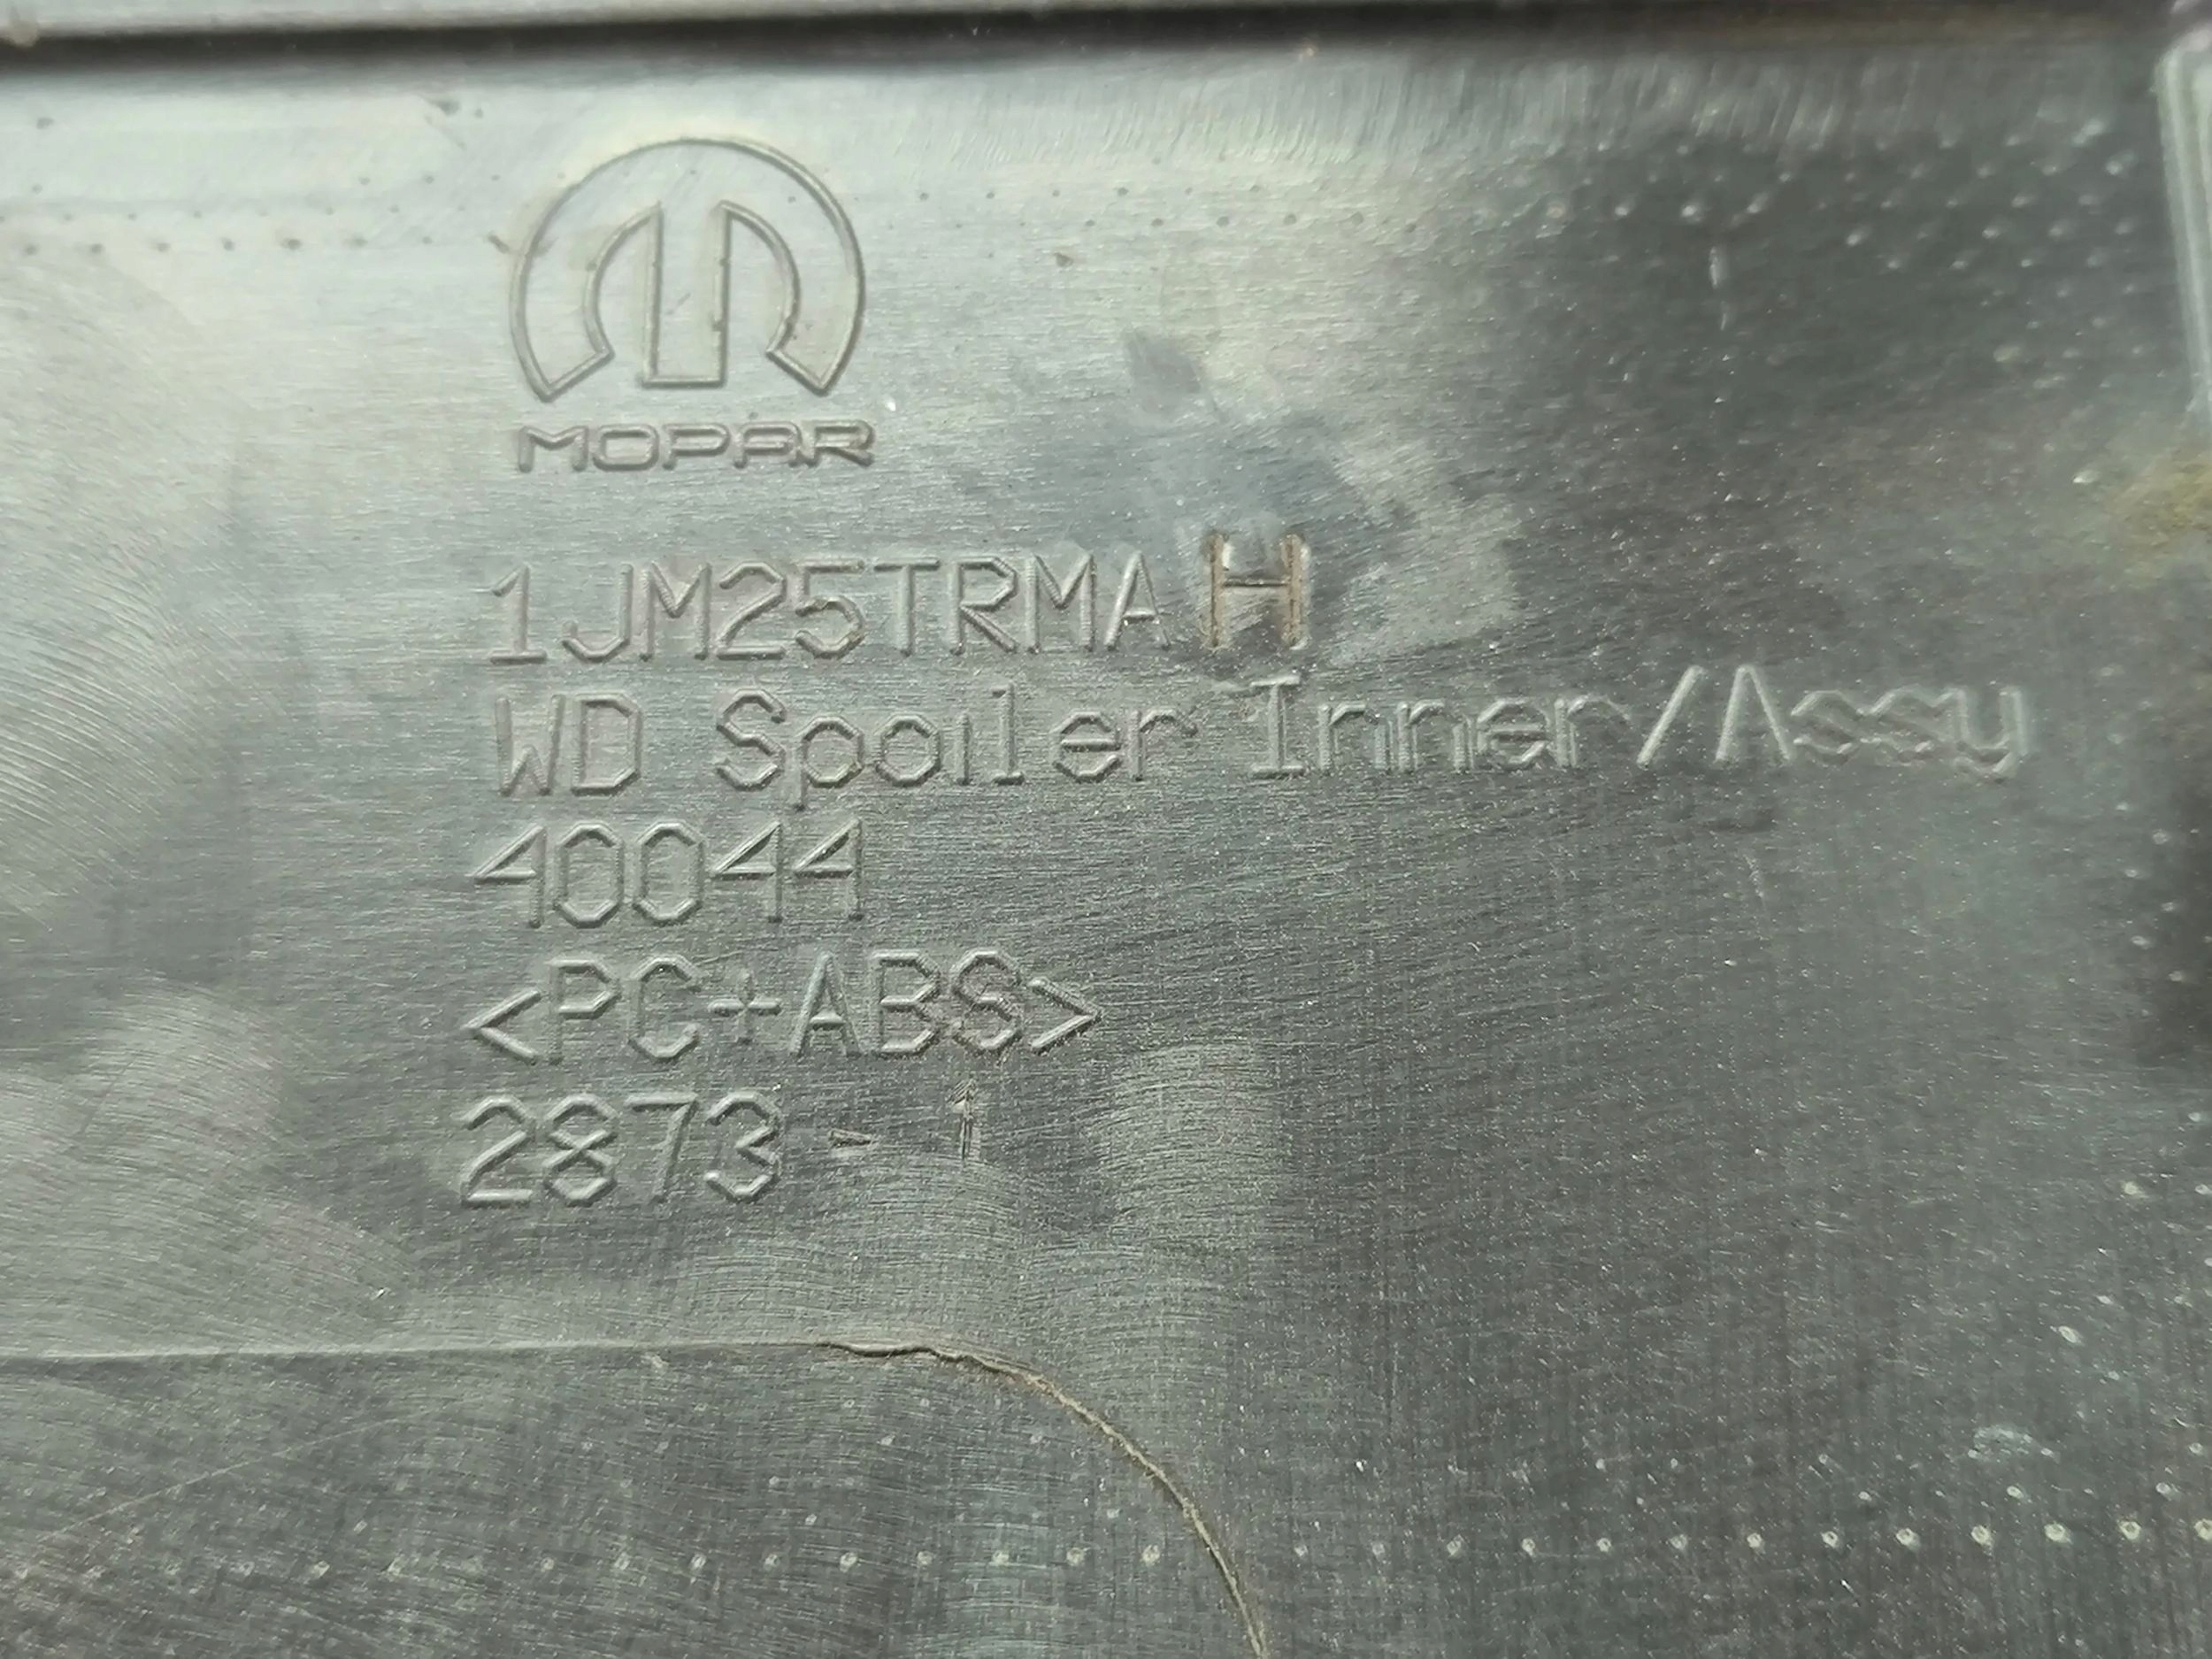 MOPAR
1JM25TRMAH
WD Spoiler Inner/Assy
40044
<PC+ABS>
2873-1